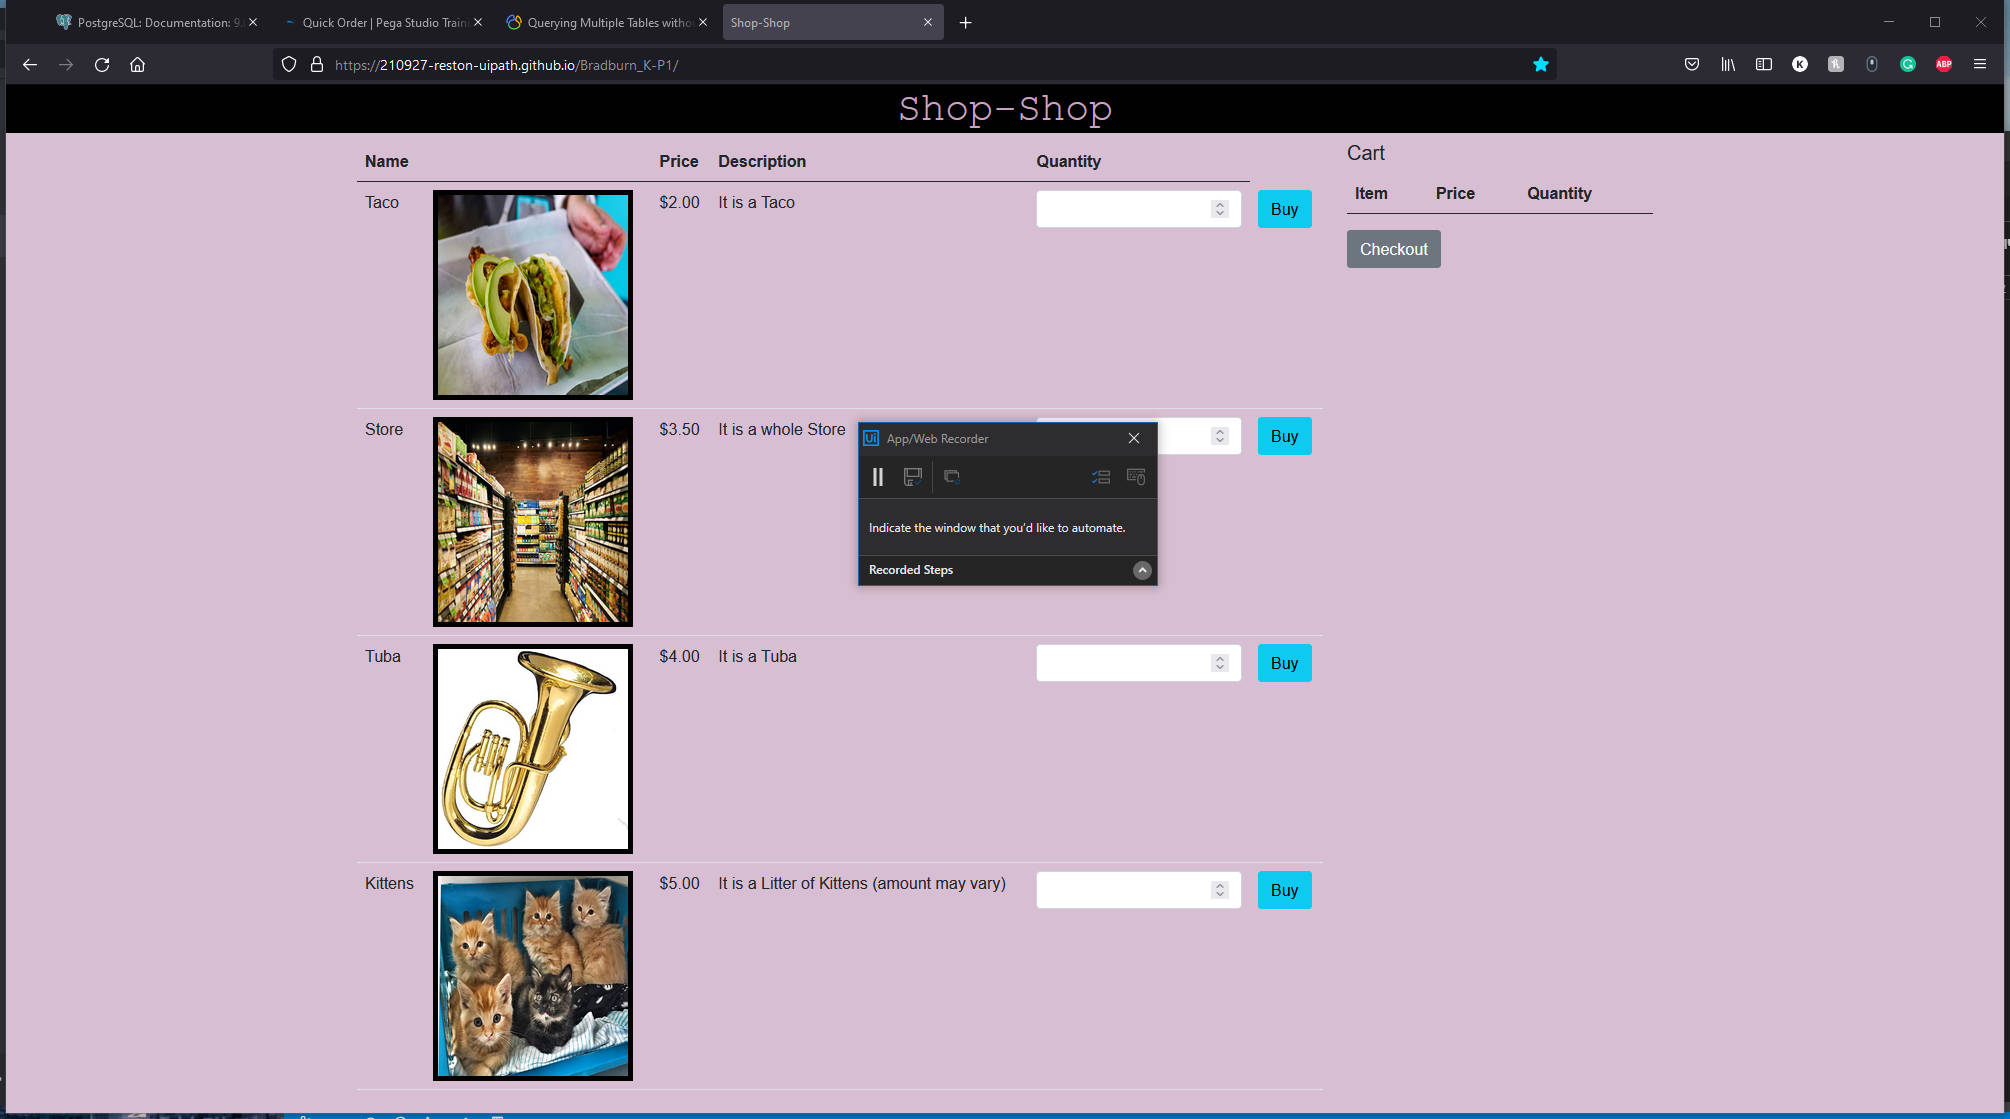 PostgreSQL: Documentation: 9.
Quick Order | Pega Studio Traini
Querying Multiple Tables witho
Shop-Shop
https://210927-reston-uipath.github.io/Bradburn_K-P1/
K
ABP
Shop-Shop
Name Price Description Quantity
Taco $2.00 It is a Taco Buy
Store $3.50 It is a whole Store Buy
Tuba $4.00 It is a Tuba Buy
Kittens $5.00 It is a Litter of Kittens (amount may vary) Buy
Cart
Item Price Quantity
Checkout
Ui App/Web Recorder
Indicate the window that you'd like to automate.
Recorded Steps